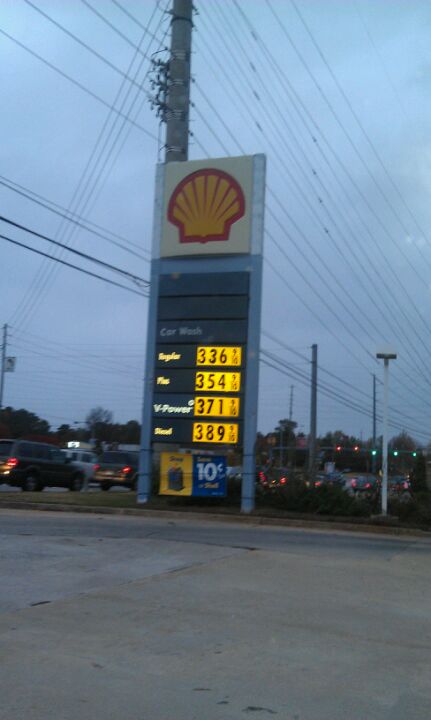 Car Wash
Regular 336 9/10
Plus 354 9/10
V-Power 371 9/10
Diesel 389 9/10
10¢